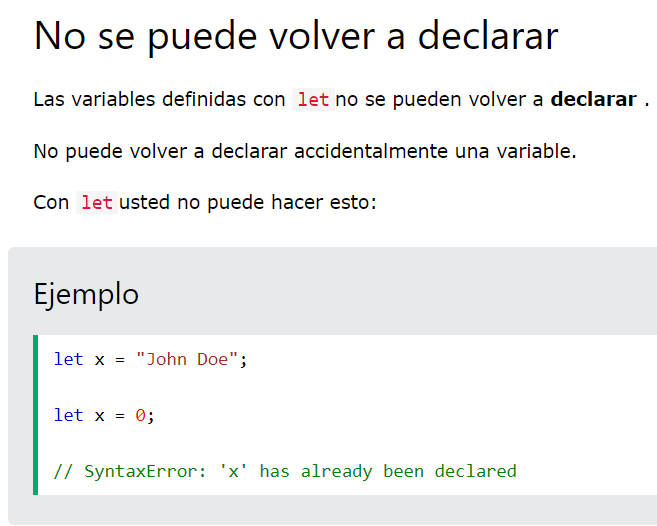 No se puede volver a declarar
Las variables definidas con let no se pueden volver a declarar .
No puede volver a declarar accidentalmente una variable.
Con let usted no puede hacer esto:
Ejemplo
let x = "John Doe";
let x = 0;
// SyntaxError: 'x' has already been declared